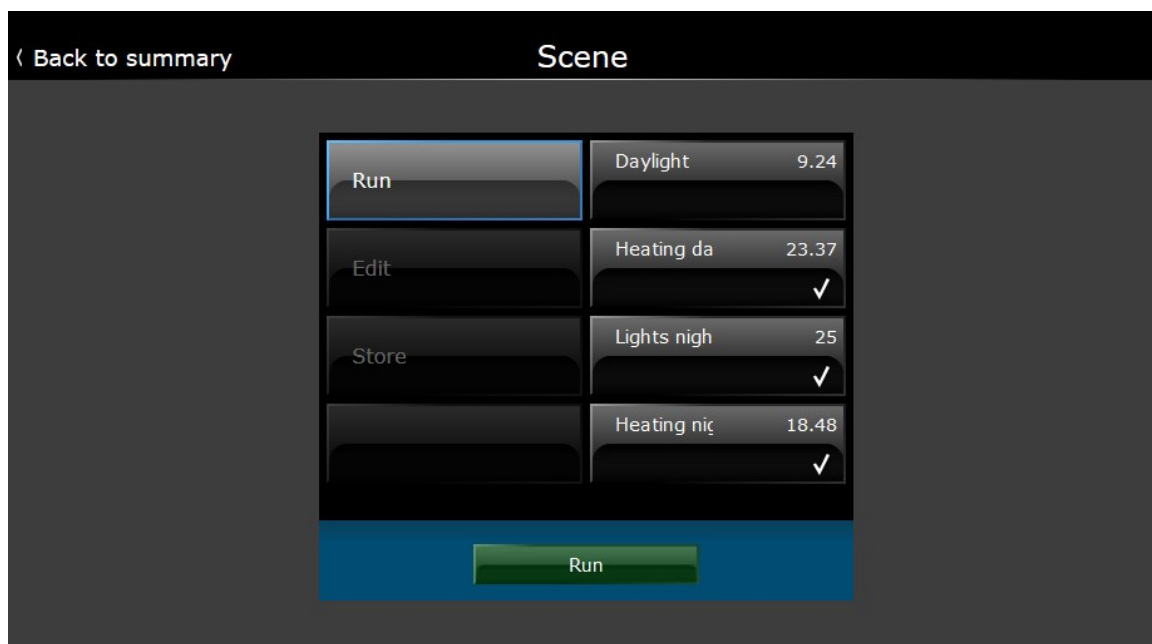 ⟨ Back to summary
Scene
Run
Edit
Store
Daylight 9.24
Heating da 23.37
Lights nigh 25
Heating nig 18.48
Run